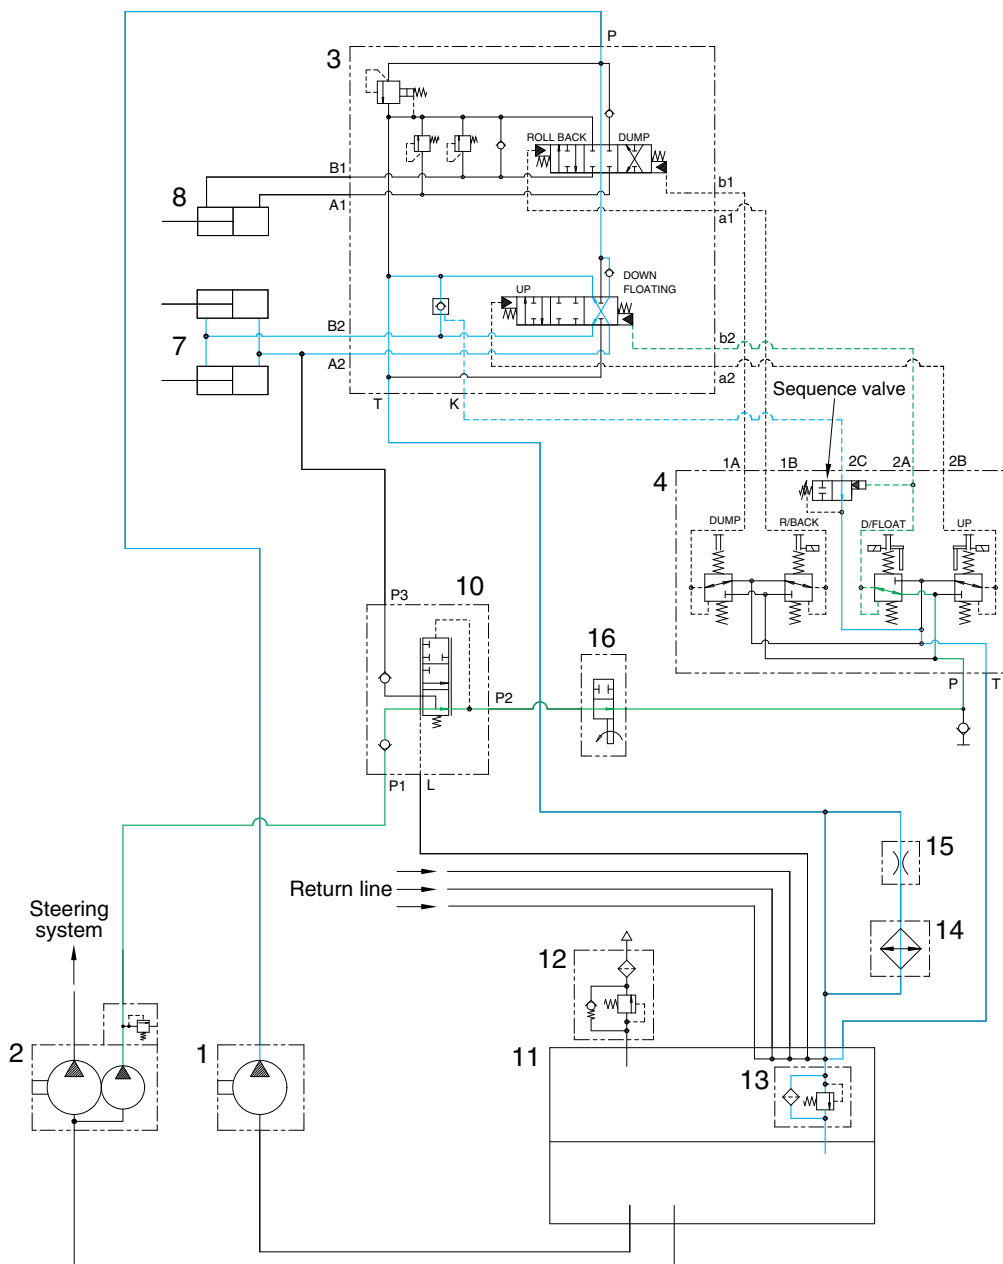 P
3
ROLL BACK
DUMP
B1
b1
8
A1
a1
DOWN
FLOATING
UP
B2
b2
7
A2
a2
T
K
Sequence valve
1A
1B
2C
2A
2B
4
DUMP
R/BACK
D/FLOAT
UP
10
P3
16
P2
P
T
P1
L
15
Return line
Steering
system
14
12
2
1
11
13